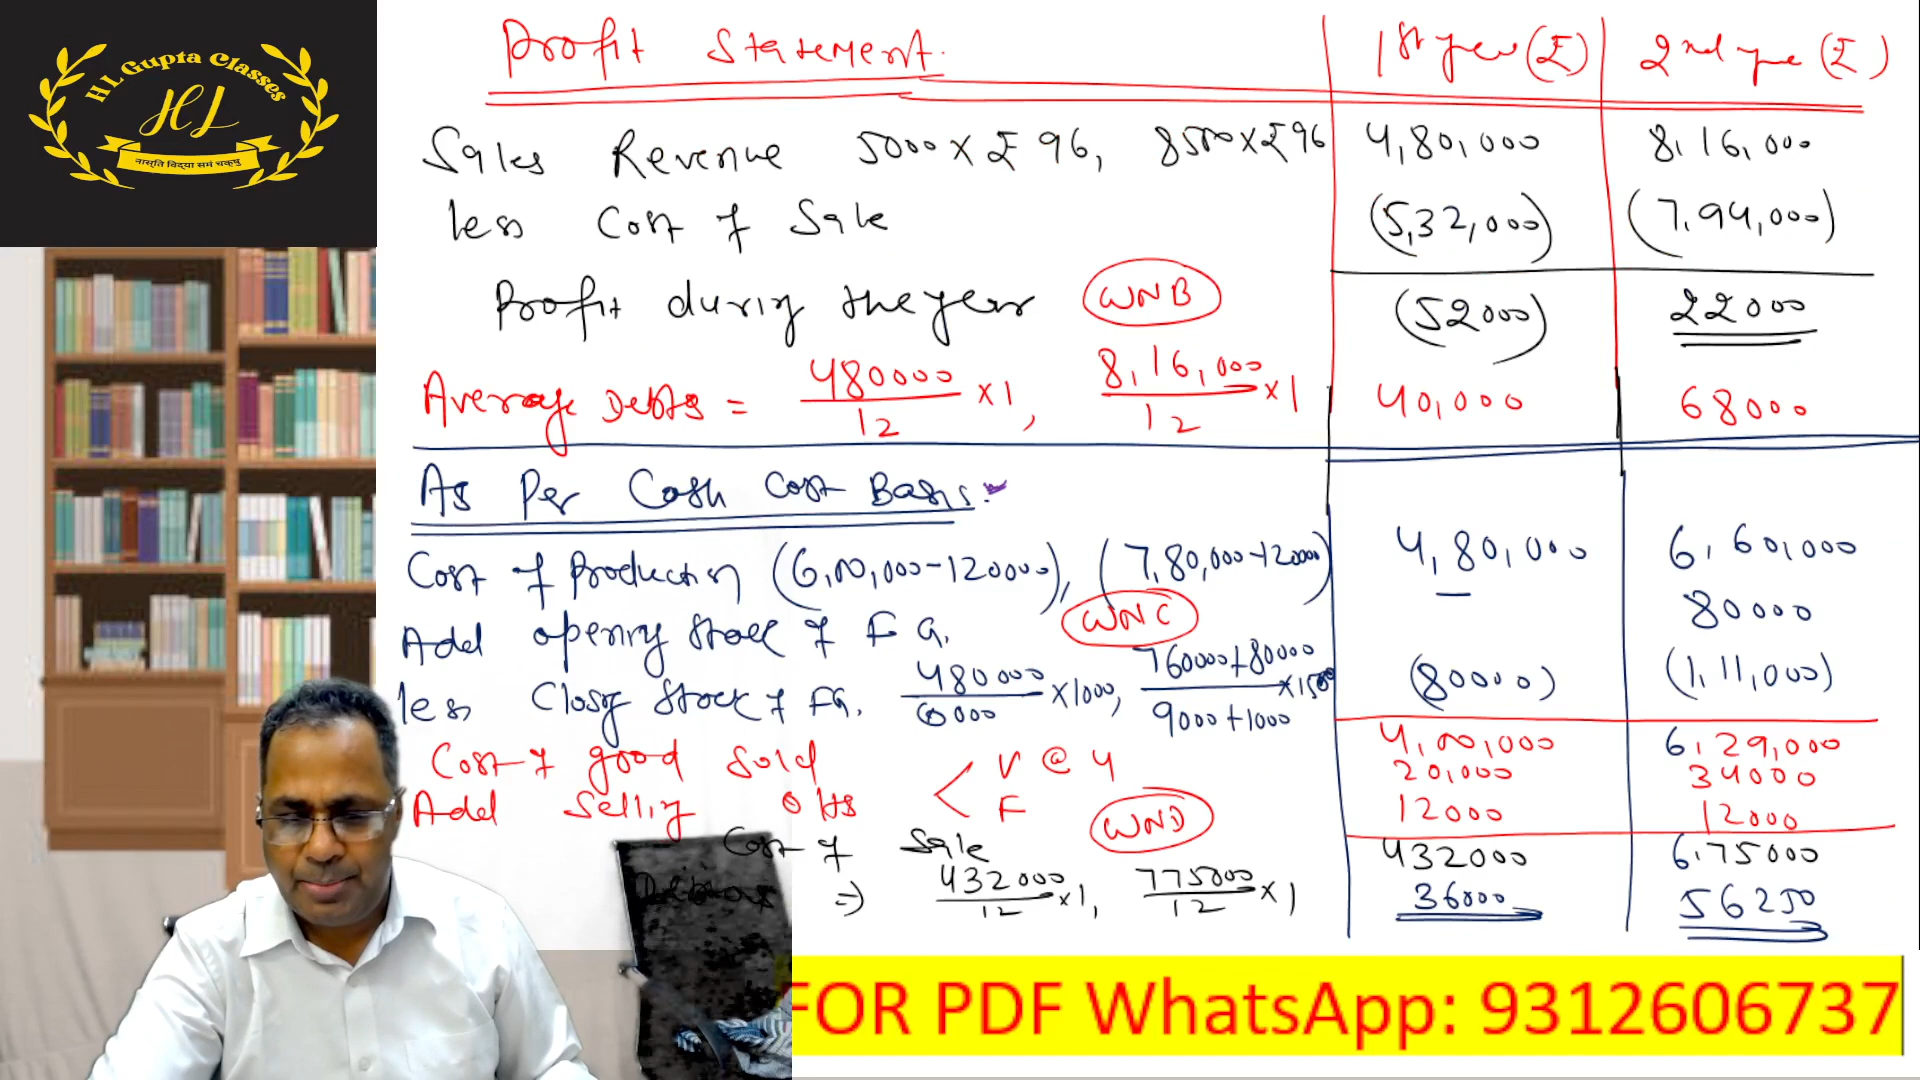 HL Gupta Classes
HL
नास्ति विद्या समं चक्षु
Profit Statement. 1st year (₹) 2nd year (₹)
Sales Revenue 5000 × ₹ 96, 8500 × ₹ 96 4,80,000 8,16,000
less Cost of Sale (5,32,000) (7,94,000)
Profit during the year WNB (52000) 22000
Average Debts = 480000/12 × 1, 8,16,000/12 × 1 40,000 68000
As Per Cash Cost Basis.
Cost of Production (6,00,000-120000), (7,80,000-120000) 4,80,000 6,60,000
Add opening Stock of F G. WNC 80000
less Closing Stock of FG. 480000/6000 × 1000, 760000+80000/9000+1000 × 1500 (80000) (1,11,000)
Cost of good sold 4,00,000 6,29,000
Add Selling OHs < V @ 4 20,000 34000
F WND 12000 12000
Cost of Sale 432000 6,75000
Debtors => 432000/12 × 1, 775000/12 × 1 36000 56250
FOR PDF WhatsApp: 9312606737